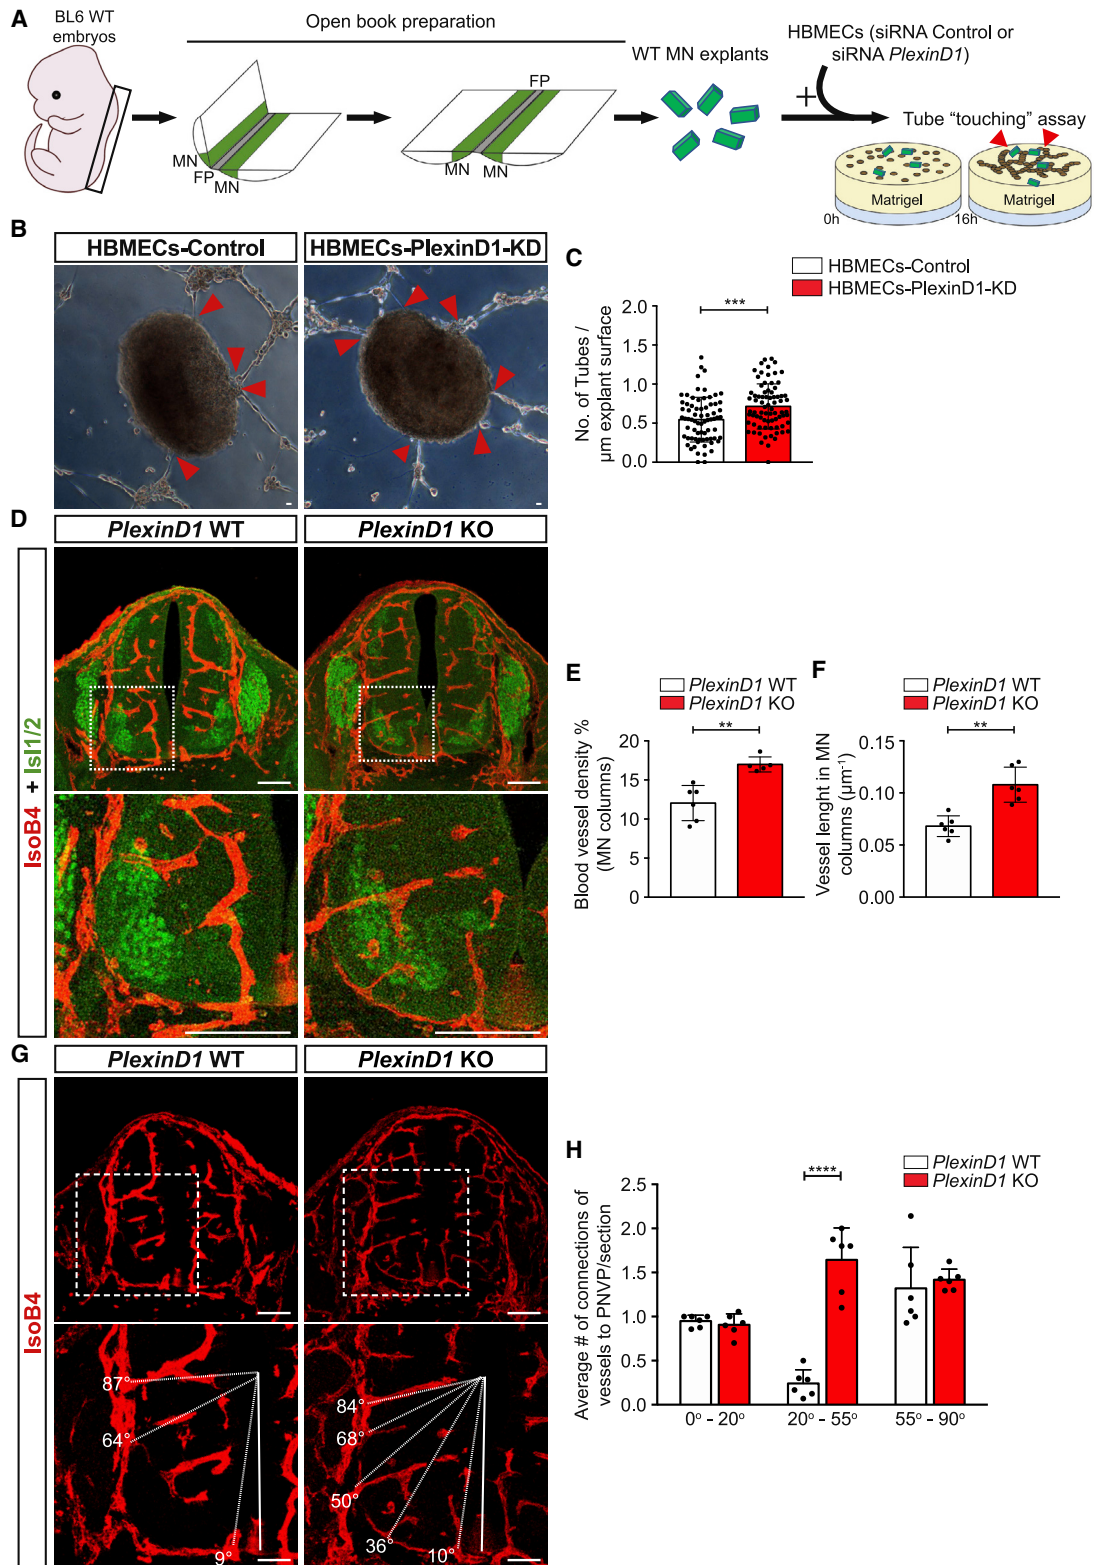 A
BL6 WT
embryos
Open book preparation
MN
FP
MN
FP
MN
MN
WT MN explants
HBMECs (siRNA Control or
siRNA PlexinD1)
+
Tube “touching” assay
Matrigel
Matrigel
0h
16h
B
HBMECs-Control
HBMECs-PlexinD1-KD
C
HBMECs-Control
HBMECs-PlexinD1-KD
No. of Tubes /
µm explant surface
2.0
1.5
1.0
0.5
0.0
***
D
IsoB4 + Isl1/2
PlexinD1 WT
PlexinD1 KO
E
PlexinD1 WT
PlexinD1 KO
Blood vessel density %
(MN columns)
20
15
10
5
0
**
F
PlexinD1 WT
PlexinD1 KO
Vessel lenght in MN
columns (µm⁻¹)
0.15
0.10
0.05
0.00
**
G
IsoB4
PlexinD1 WT
PlexinD1 KO
87°
64°
9°
84°
68°
50°
36°
10°
H
PlexinD1 WT
PlexinD1 KO
Average # of connections of
vessels to PNVP/section
2.5
2.0
1.5
1.0
0.5
0.0
****
0° - 20°
20° - 55°
55° - 90°